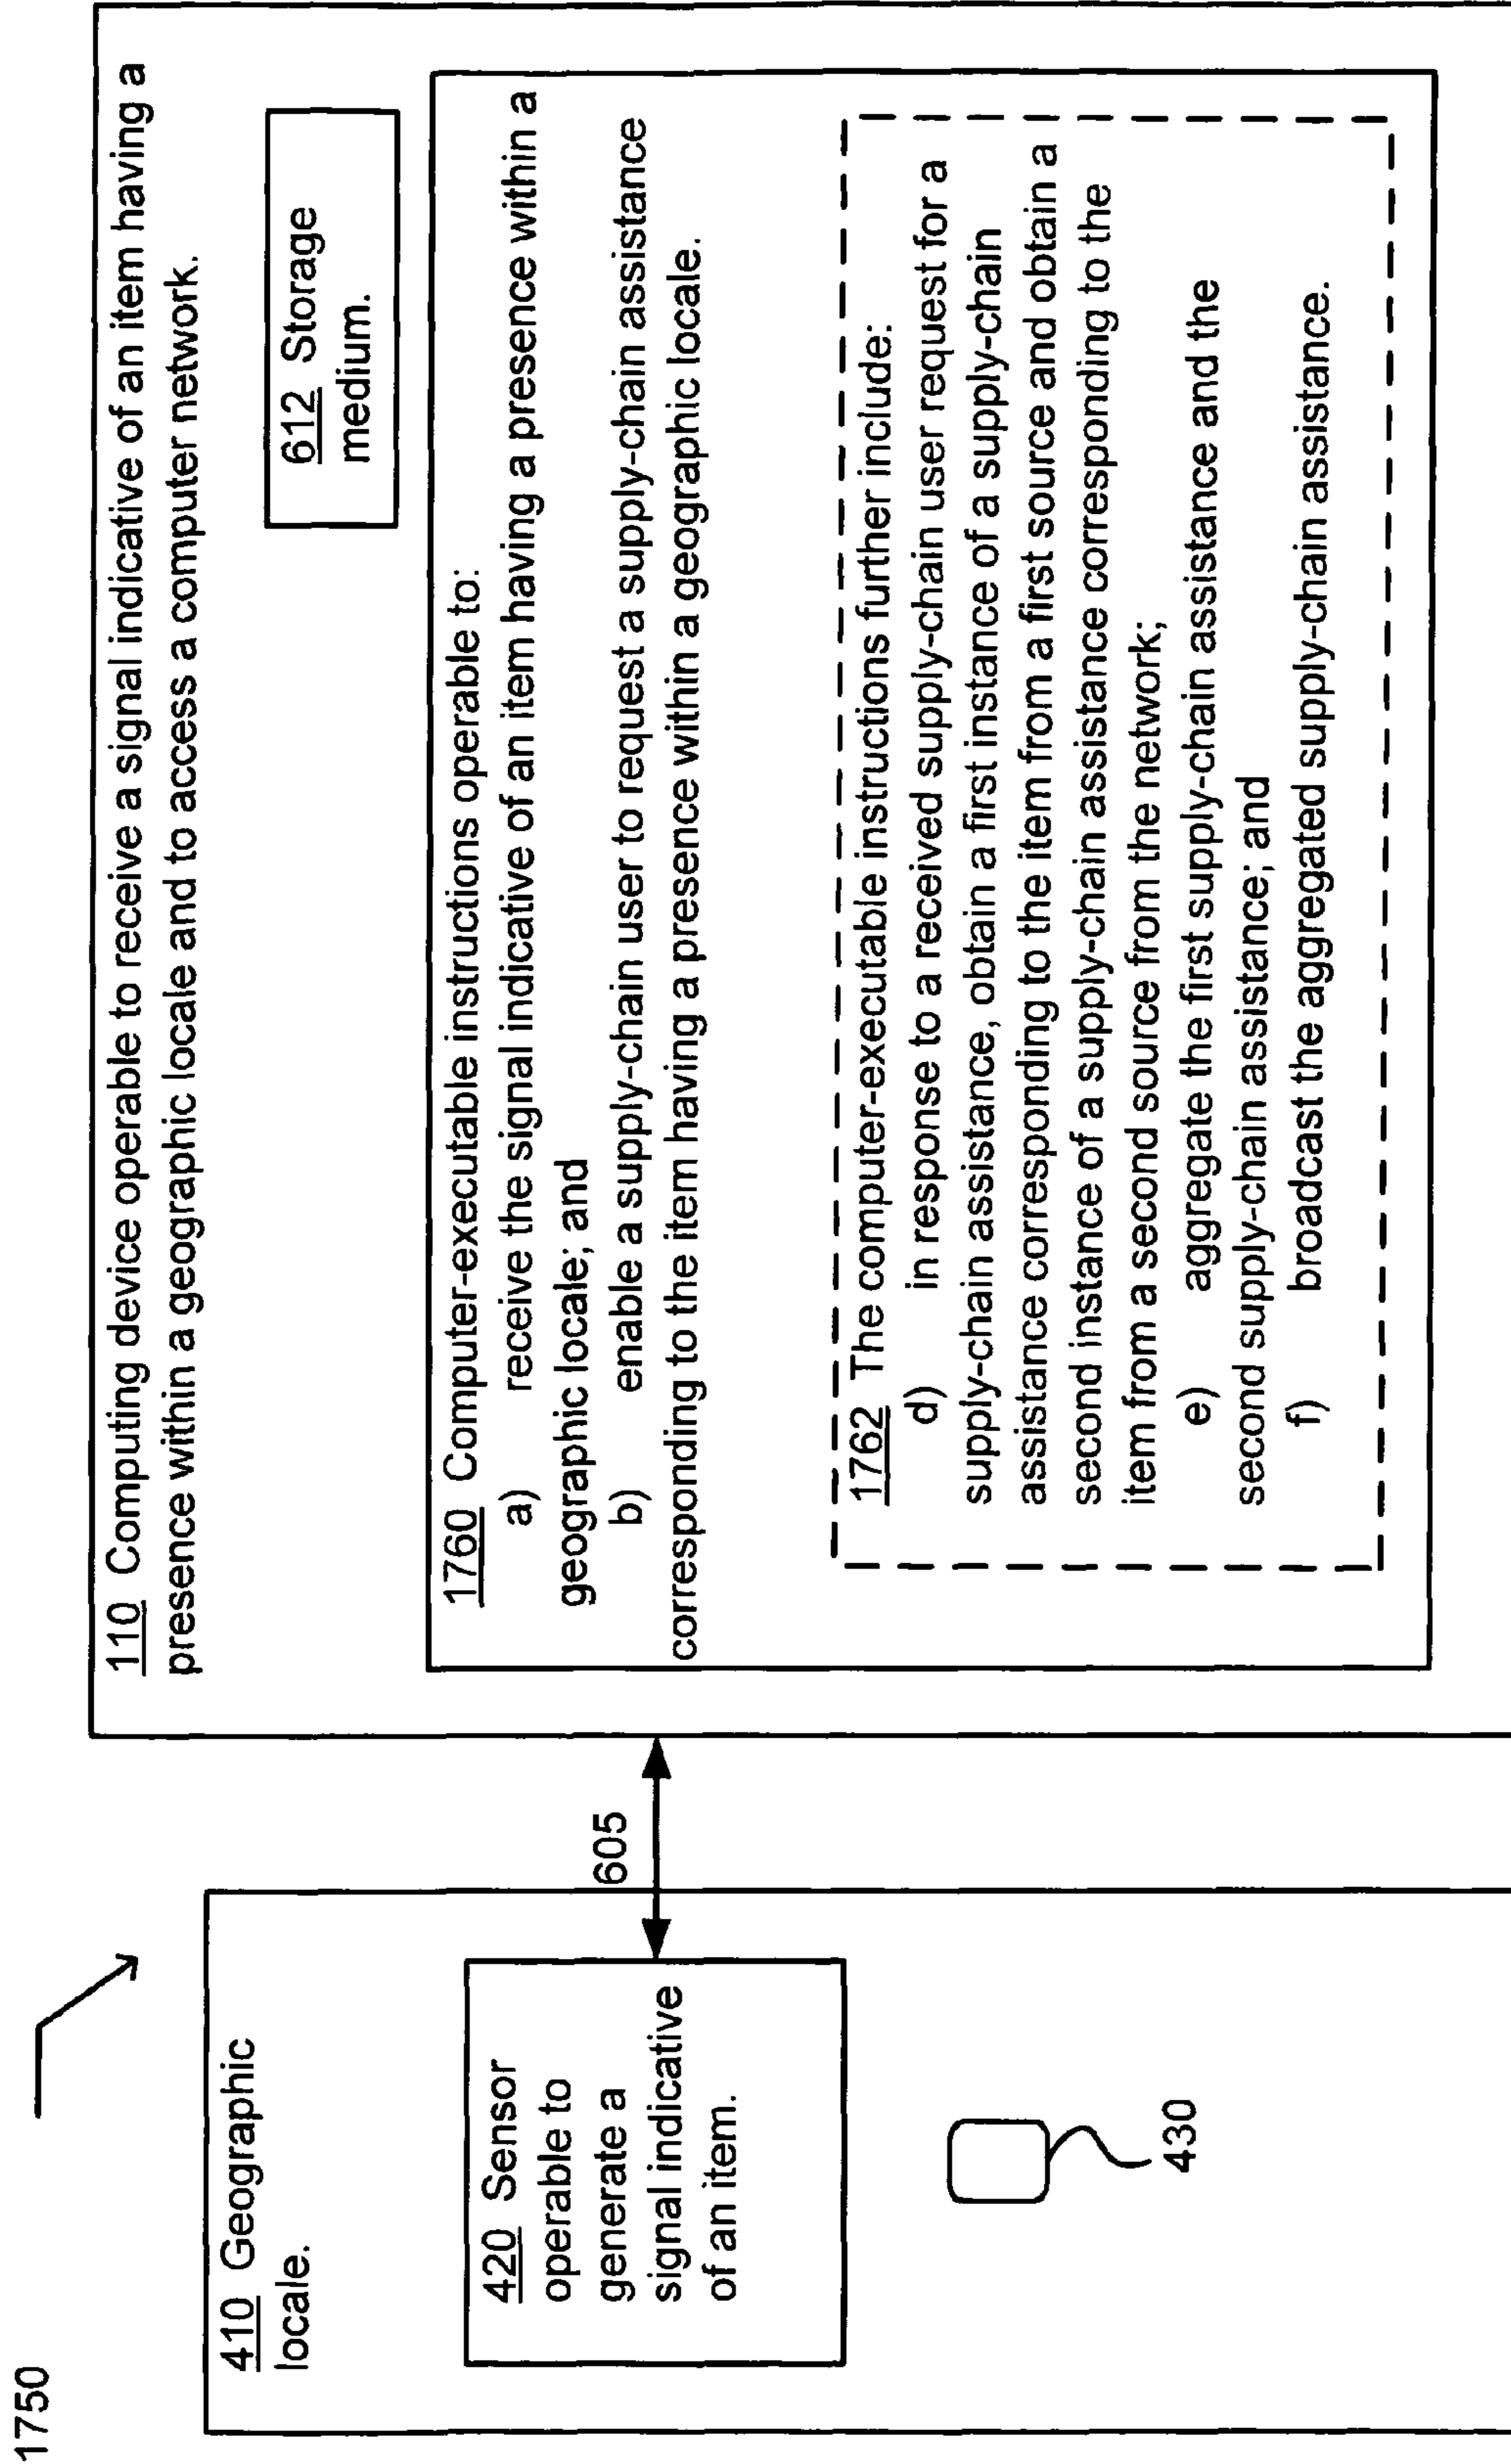 1750
410 Geographic
locale.
420 Sensor
operable to
generate a
signal indicative
of an item.
430
605
110 Computing device operable to receive a signal indicative of an item having a
presence within a geographic locale and to access a computer network.
612 Storage
medium.
1760 Computer-executable instructions operable to:
a) receive the signal indicative of an item having a presence within a
geographic locale; and
b) enable a supply-chain user to request a supply-chain assistance
corresponding to the item having a presence within a geographic locale.
1762 The computer-executable instructions further include:
d) in response to a received supply-chain user request for a
supply-chain assistance, obtain a first instance of a supply-chain
assistance corresponding to the item from a first source and obtain a
second instance of a supply-chain assistance corresponding to the
item from a second source from the network;
e) aggregate the first supply-chain assistance and the
second supply-chain assistance; and
f) broadcast the aggregated supply-chain assistance.